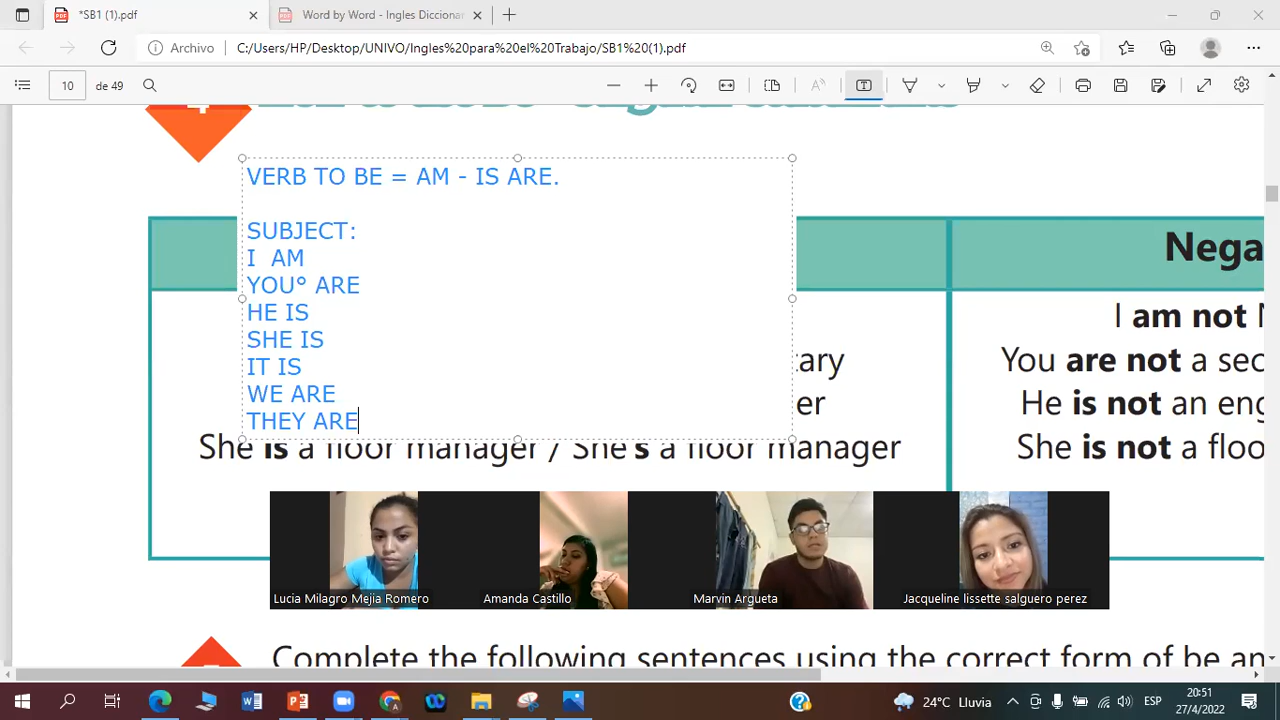 *SB1 (1).pdf
Word by Word - Ingles Diccionar
Archivo
C:/Users/HP/Desktop/UNIVO/Ingles%20para%20el%20Trabajo/SB1%20(1).pdf
10 de 49
VERB TO BE = AM - IS ARE.
SUBJECT:
I AM
YOU° ARE
HE IS
SHE IS
IT IS
WE ARE
THEY ARE
tary
er
She is a floor manager / She's a floor manager
Nega
I am not
You are not a sec
He is not an eng
She is not a floo
Lucia Milagro Mejia Romero
Amanda Castillo
Marvin Argueta
Jacqueline lissette salguero perez
Complete the following sentences using the correct form of be an
24°C Lluvia
ESP
20:51
27/4/2022